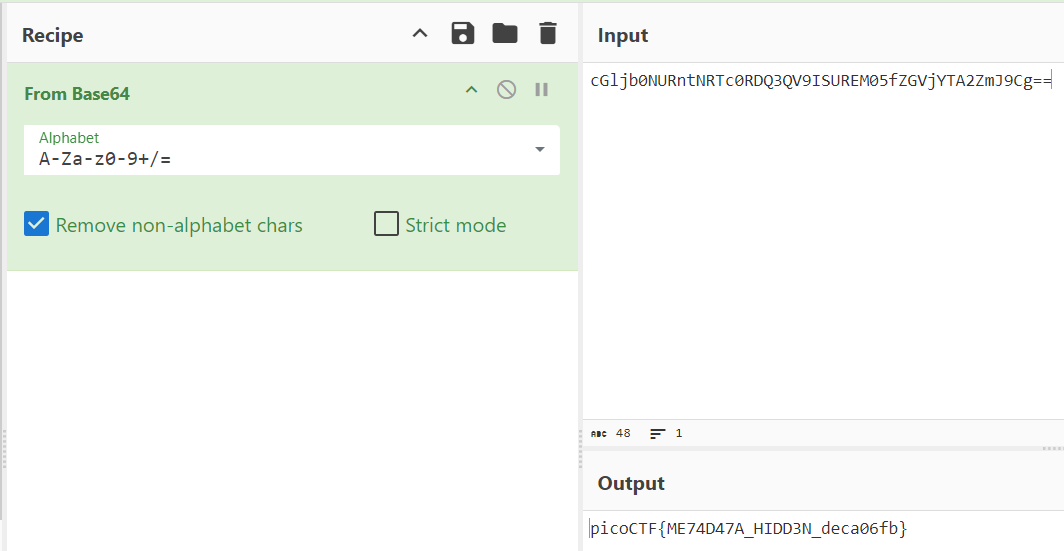 Recipe
From Base64
Alphabet
A-Za-z0-9+/=
Remove non-alphabet chars
Strict mode
Input
cGljb0NURntNRTc0RDQ3QV9ISUREM05fZGVjYTA2ZmJ9Cg==
ABC 48 1
Output
picoCTF{ME74D47A_HIDD3N_deca06fb}